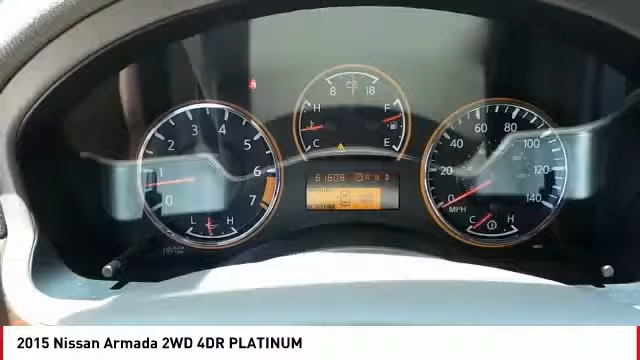 8 18
H F
C E
0 1 2 3 4 5 6 7
L H
61808
0 20 40 60 80 100 120 140
MPH
C H
2015 Nissan Armada 2WD 4DR PLATINUM